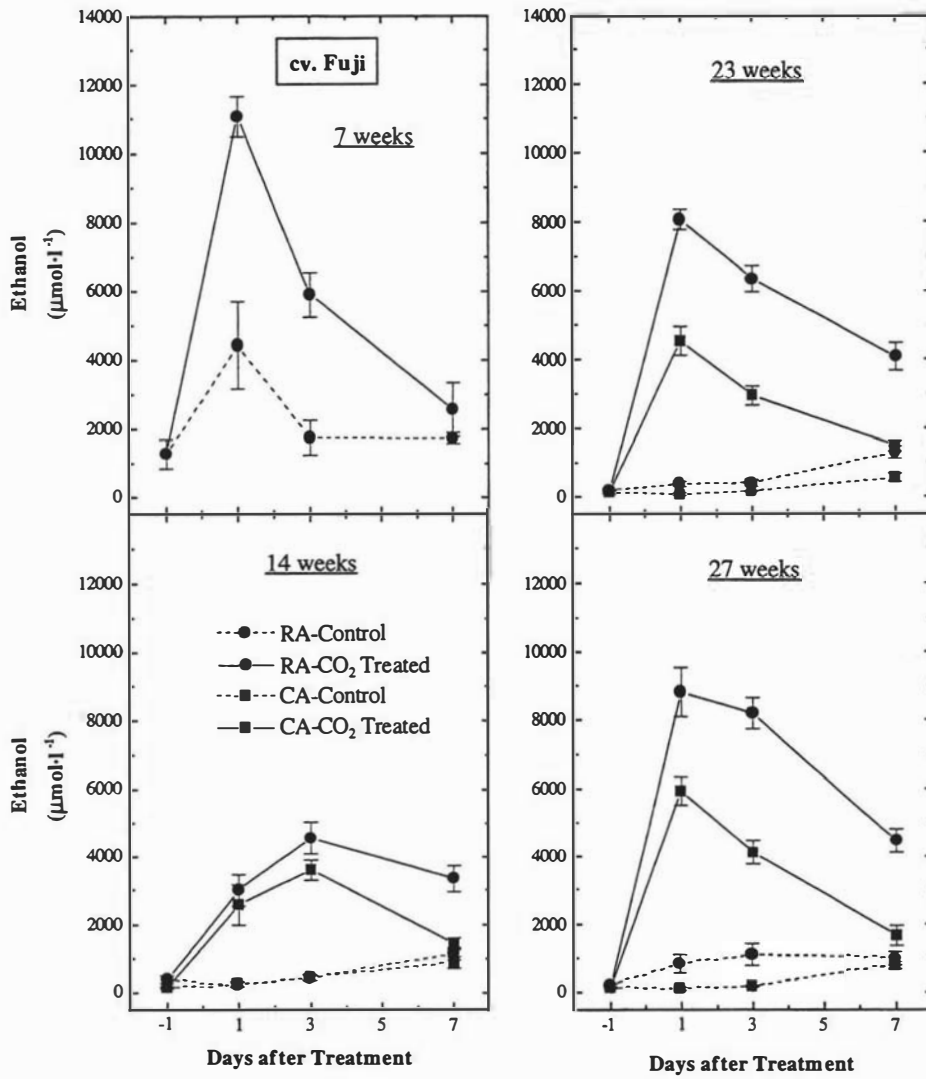 14000
12000
10000
8000
6000
4000
2000
0
cv. Fuji
7 weeks
Ethanol
(µmol·l⁻¹)
14000
12000
10000
8000
6000
4000
2000
0
23 weeks
12000
10000
8000
6000
4000
2000
0
14 weeks
RA-Control
RA-CO₂ Treated
CA-Control
CA-CO₂ Treated
Ethanol
(µmol·l⁻¹)
-1 1 3 5 7
Days after Treatment
12000
10000
8000
6000
4000
2000
0
27 weeks
-1 1 3 5 7
Days after Treatment